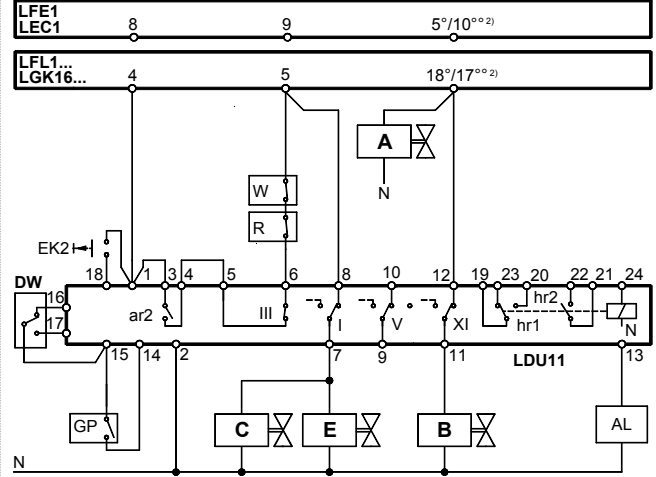 LFE1
LEC1
8 9 5°/10°° 2)
LFL1...
LGK16...
4 5 18°/17°° 2)
A
N
W
R
EK2
DW
18 1 3 4 5 6 8 10 12 19 23 20 22 21 24
16
17
ar2 III I V XI hr2 hr1 N
15 14 2 7 9 11 LDU11 13
GP C E B AL
N